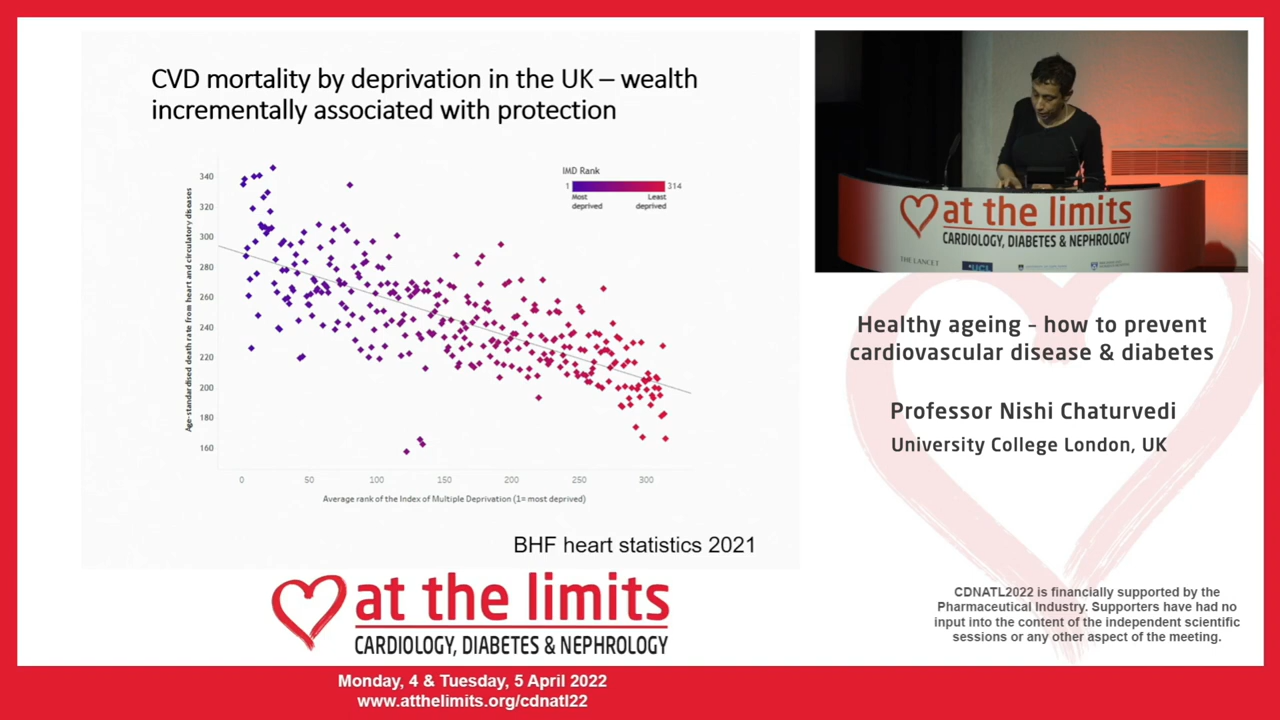 CVD mortality by deprivation in the UK – wealth
incrementally associated with protection
IMD Rank
1
314
Most
deprived
Least
deprived
Age-standardised death rate from heart and circulatory diseases
340
320
300
280
260
240
220
200
180
160
0
50
100
150
200
250
300
Average rank of the Index of Multiple Deprivation (1= most deprived)
BHF heart statistics 2021
at the limits
CARDIOLOGY, DIABETES & NEPHROLOGY
Monday, 4 & Tuesday, 5 April 2022
www.atthelimits.org/cdnatl22
at the limits
CARDIOLOGY, DIABETES & NEPHROLOGY
THE LANCET
UCL
Healthy ageing – how to prevent
cardiovascular disease & diabetes
Professor Nishi Chaturvedi
University College London, UK
CDNATL2022 is financially supported by the
Pharmaceutical Industry. Supporters have had no
input into the content of the independent scientific
sessions or any other aspect of the meeting.